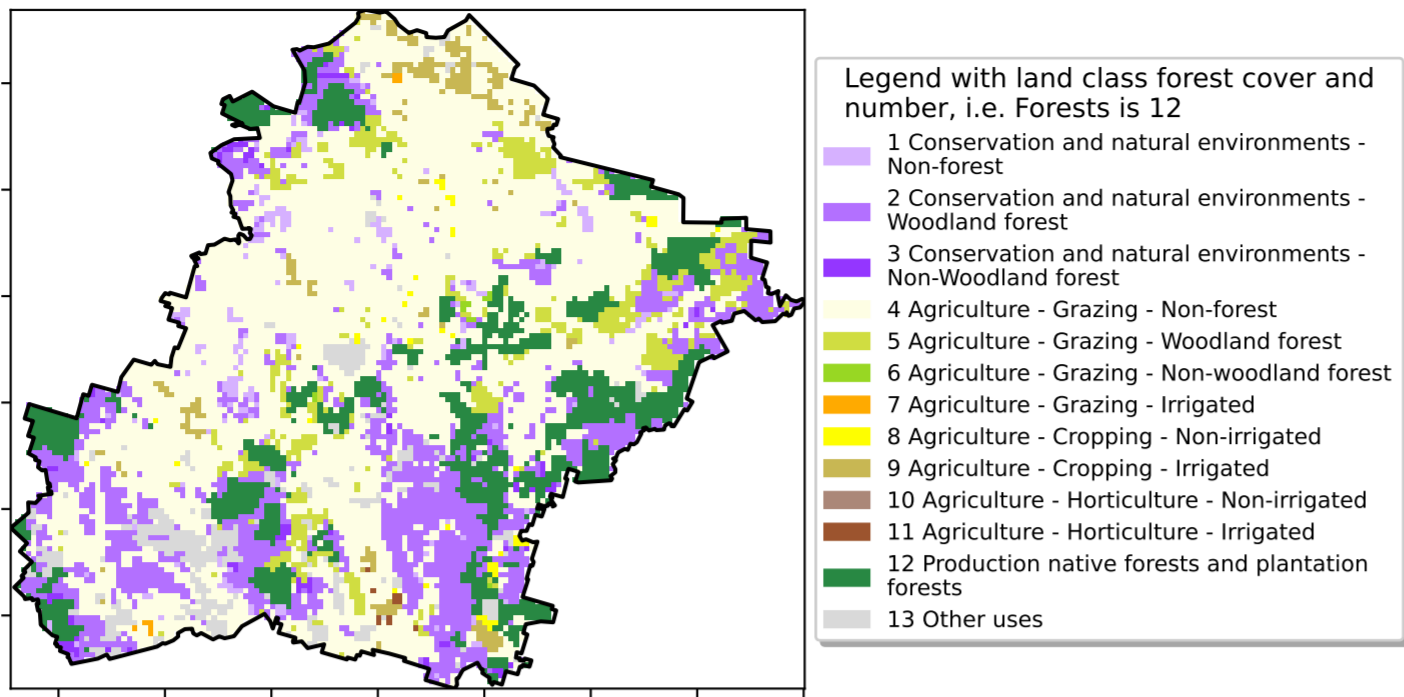 Legend with land class forest cover and
number, i.e. Forests is 12
1 Conservation and natural environments -
Non-forest
2 Conservation and natural environments -
Woodland forest
3 Conservation and natural environments -
Non-Woodland forest
4 Agriculture - Grazing - Non-forest
5 Agriculture - Grazing - Woodland forest
6 Agriculture - Grazing - Non-woodland forest
7 Agriculture - Grazing - Irrigated
8 Agriculture - Cropping - Non-irrigated
9 Agriculture - Cropping - Irrigated
10 Agriculture - Horticulture - Non-irrigated
11 Agriculture - Horticulture - Irrigated
12 Production native forests and plantation
forests
13 Other uses